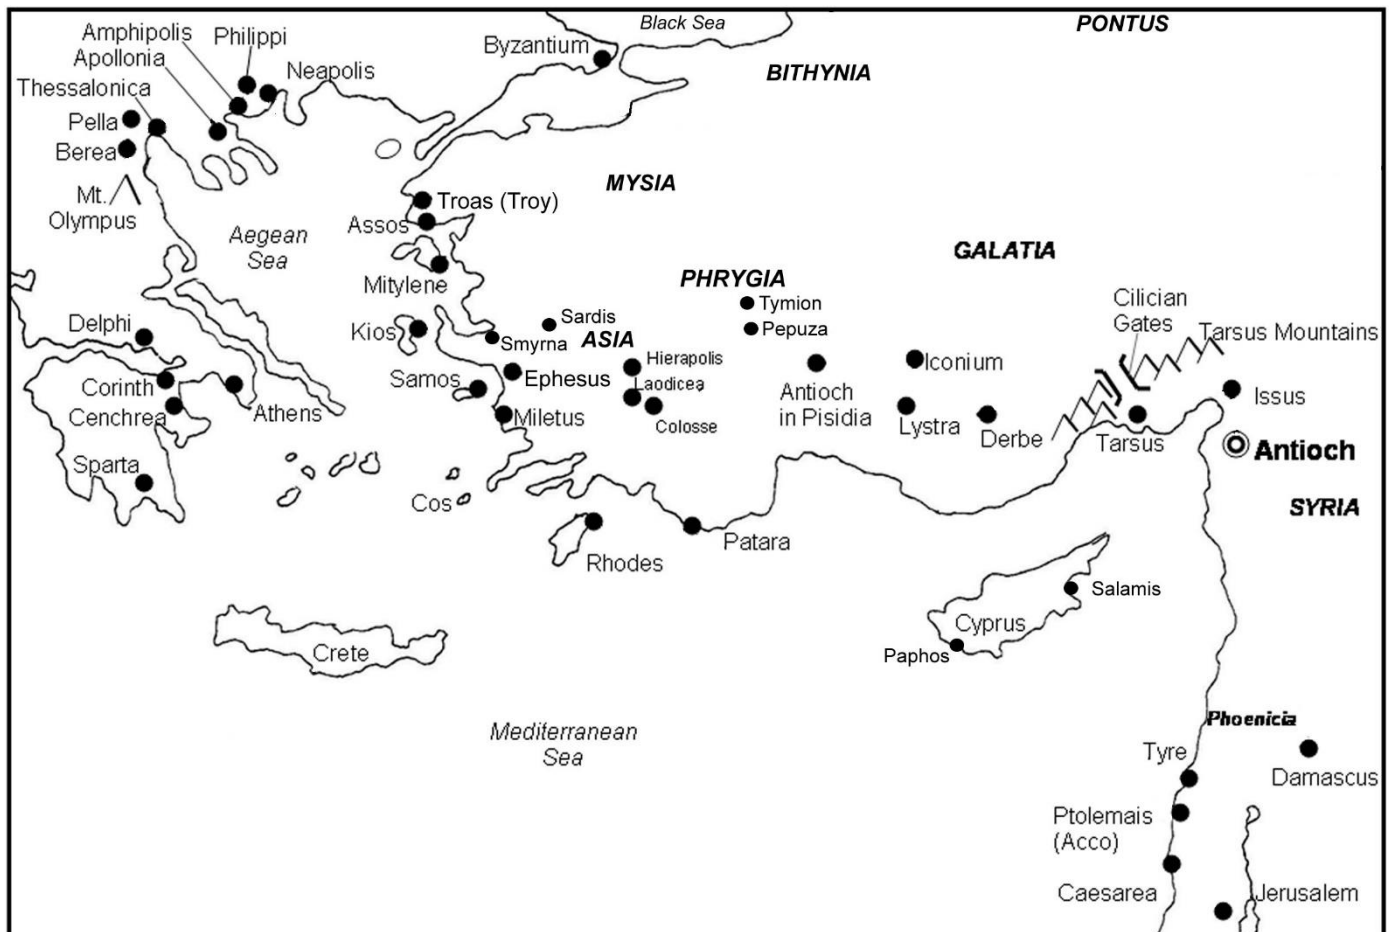 Black Sea
PONTUS
Amphipolis
Philippi
Byzantium
Apollonia
Neapolis
BITHYNIA
Thessalonica
Pella
Berea
Mt.
Olympus
MYSIA
Troas (Troy)
Assos
Aegean
Sea
GALATIA
Mitylene
PHRYGIA
Tymion
Pepuza
Cilician
Gates
Tarsus Mountains
Delphi
Kios
Sardis
Smyrna
ASIA
Hierapolis
Iconium
Corinth
Samos
Ephesus
Laodicea
Antioch
in Pisidia
Issus
Cenchrea
Athens
Miletus
Colosse
Lystra
Derbe
Tarsus
Antioch
Sparta
Cos
SYRIA
Rhodes
Patara
Salamis
Cyprus
Paphos
Crete
Mediterranean
Sea
Phoenicia
Tyre
Damascus
Ptolemais
(Acco)
Caesarea
Jerusalem